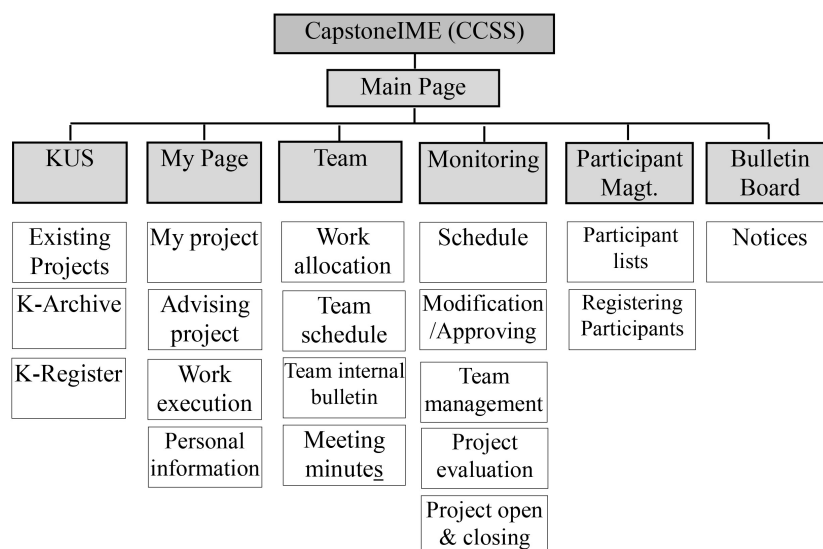 CapstoneIME (CCSS)
Main Page
KUS
My Page
Team
Monitoring
Participant
Magt.
Bulletin
Board
Existing
Projects
K-Archive
K-Register
My project
Advising
project
Work
execution
Personal
information
Work
allocation
Team
schedule
Team internal
bulletin
Meeting
minutes
Schedule
Modification
/Approving
Team
management
Project
evaluation
Project open
& closing
Participant
lists
Registering
Participants
Notices